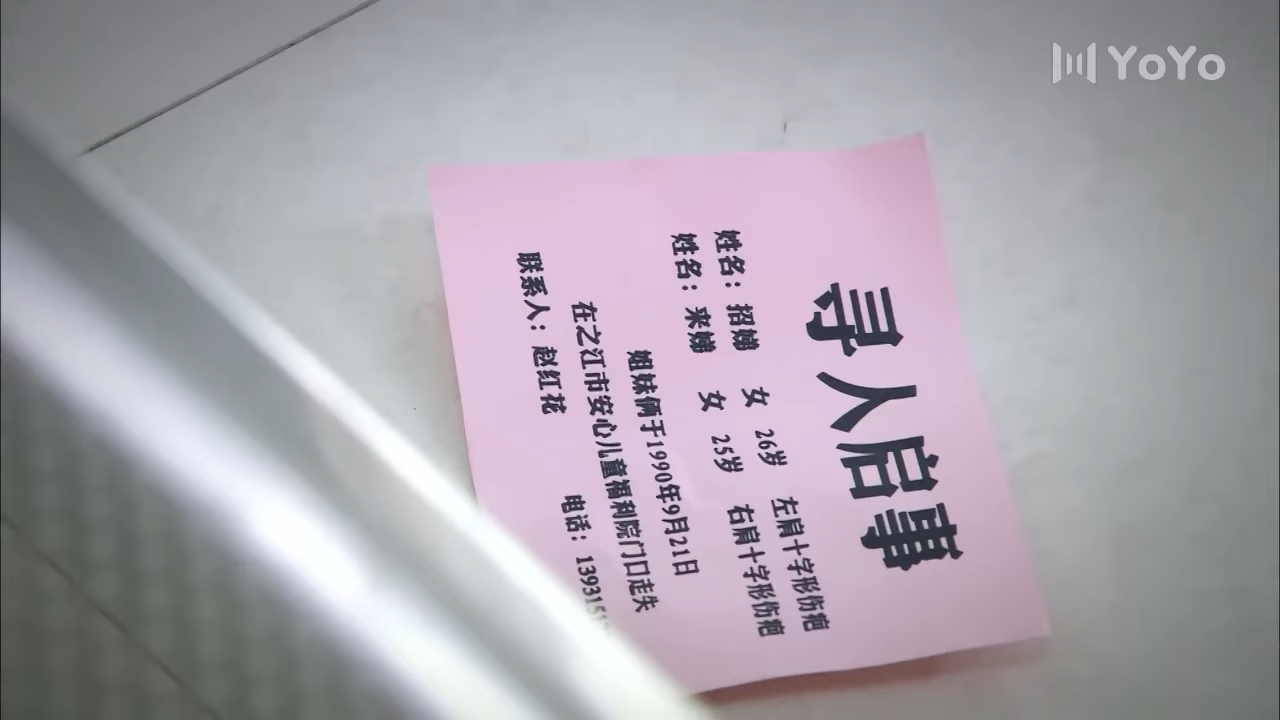 YoYo
寻人启事
姓名：招娣 女 26岁 左肩十字形伤疤
姓名：来娣 女 25岁 右肩十字形伤疤
姐妹俩于1990年9月21日
在之江市安心儿童福利院门口走失
联系人：赵红花 电话：139315